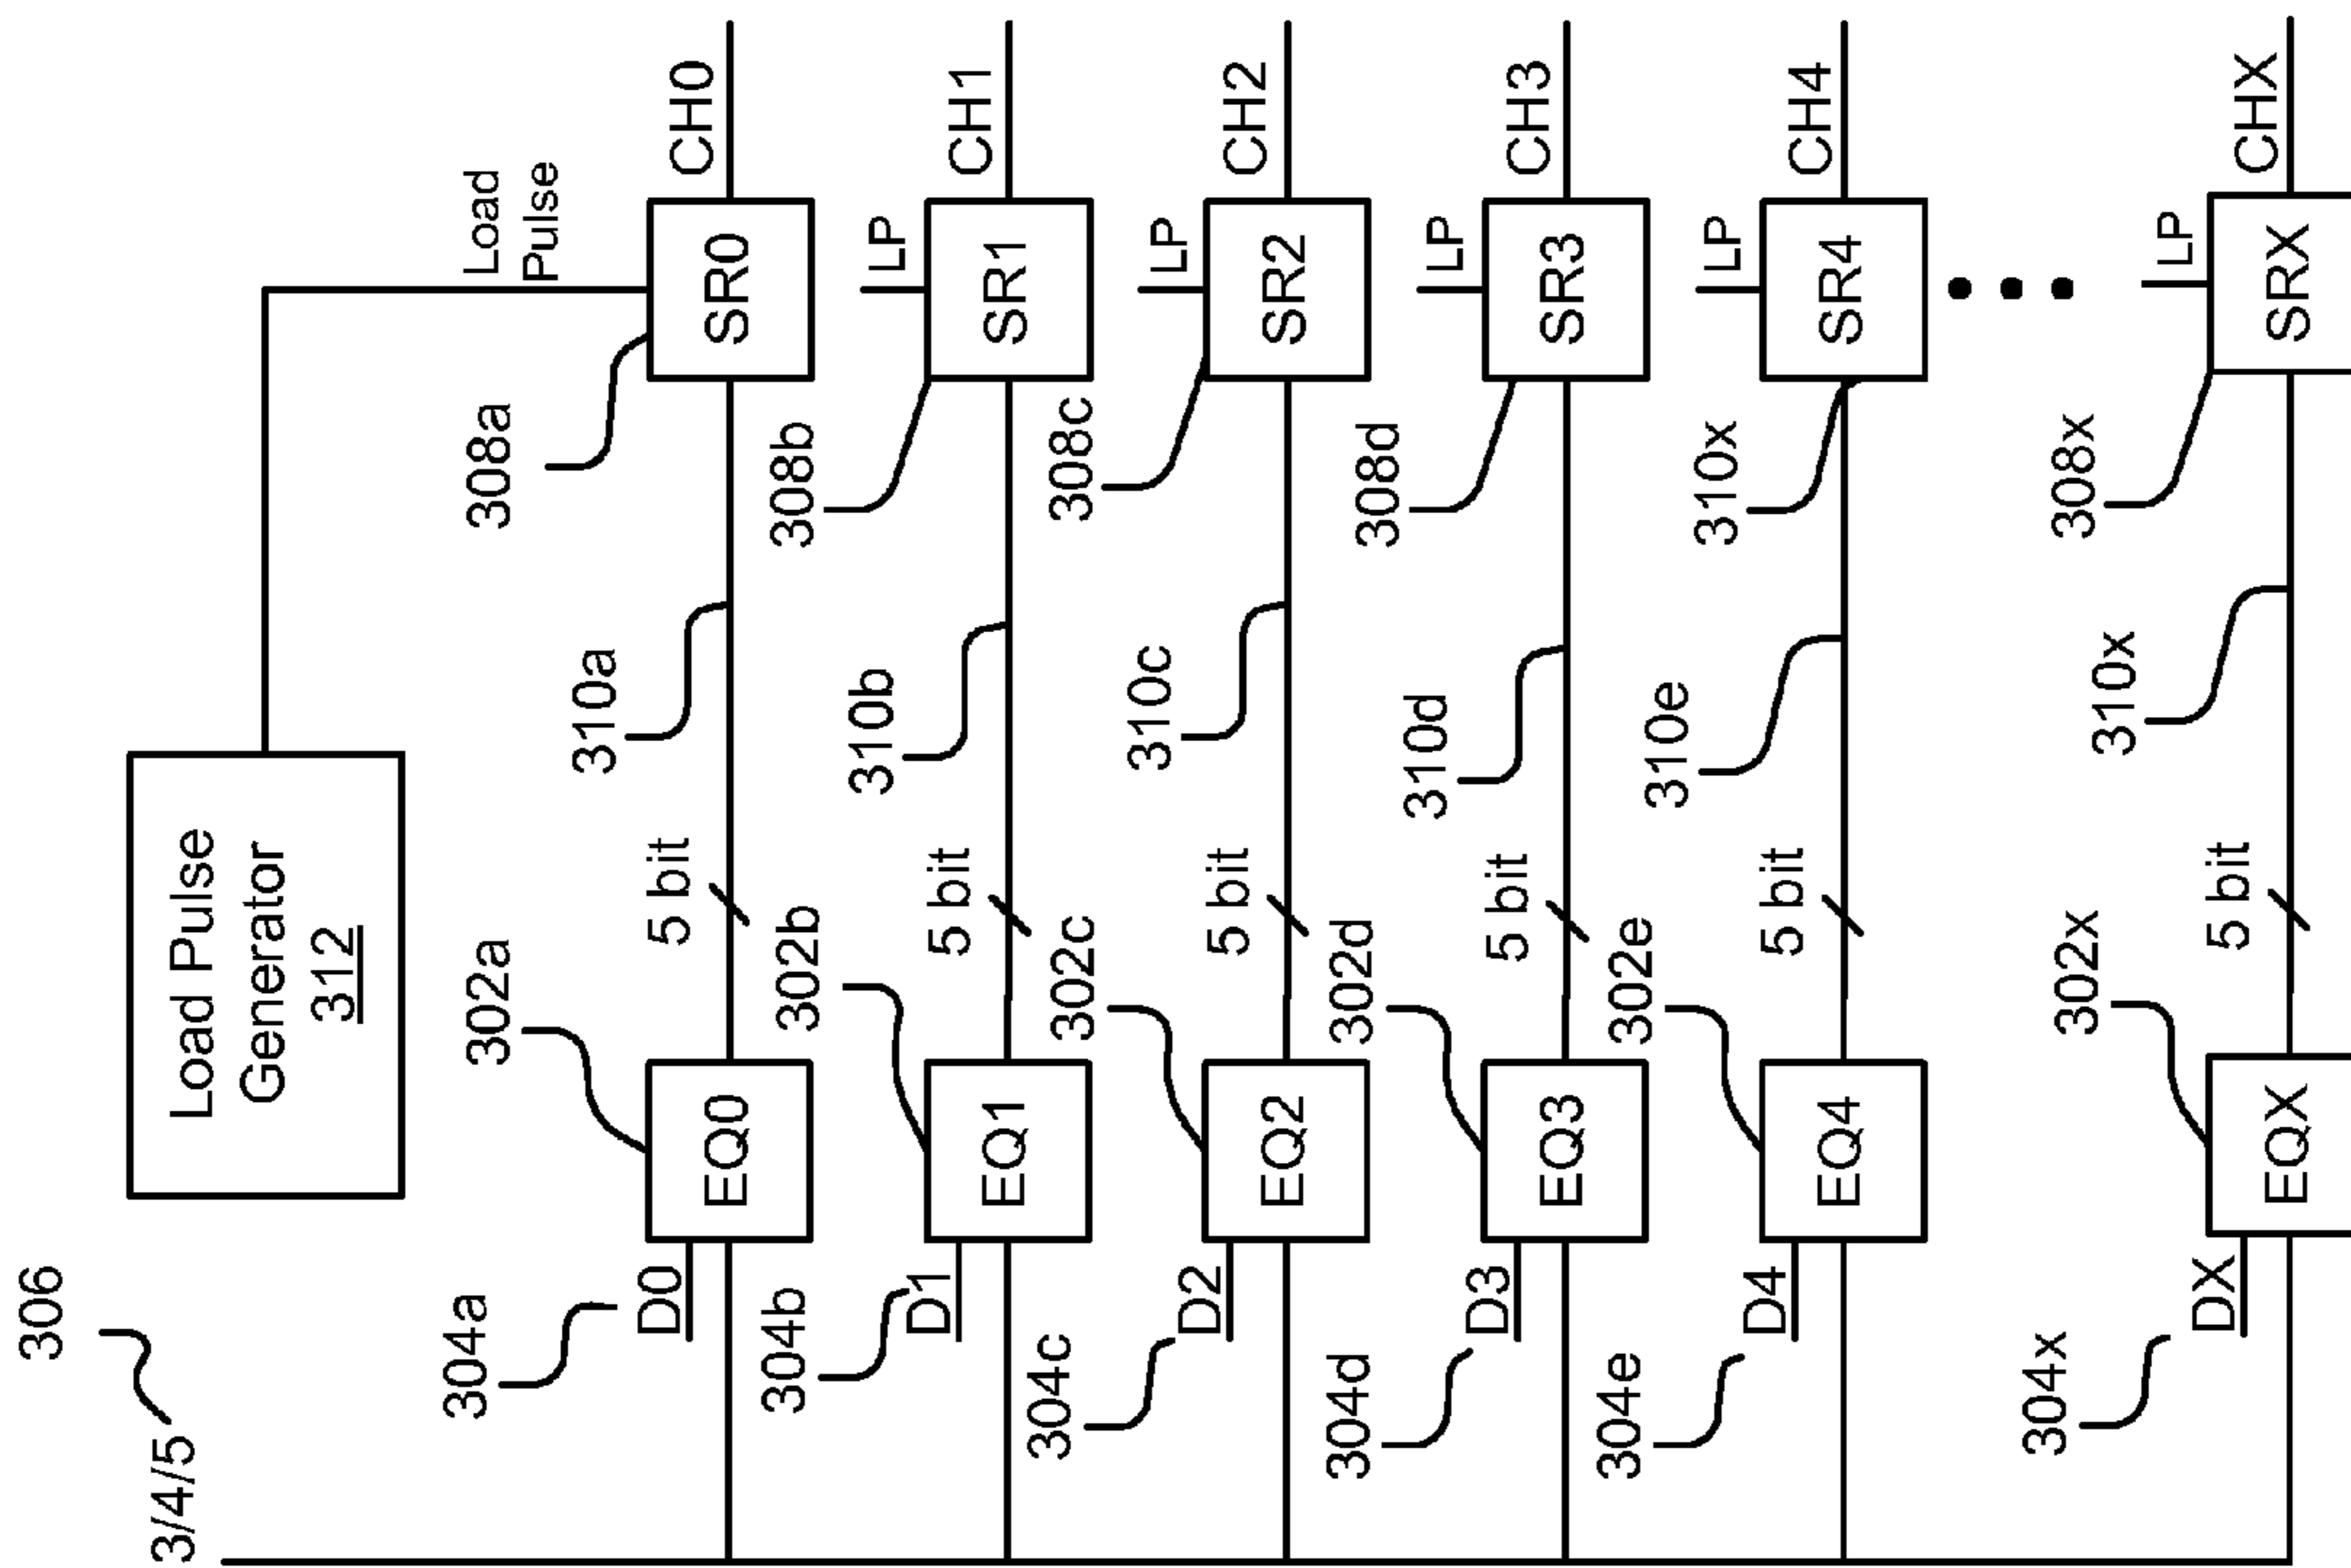 306
3/4/5
Load Pulse
Generator
312
Load
Pulse
304a
D0
302a
EQ0
5 bit
310a
308a
SR0
CH0
304b
D1
302b
EQ1
5 bit
310b
308b
LP
SR1
CH1
304c
D2
302c
EQ2
5 bit
310c
308c
LP
SR2
CH2
304d
D3
302d
EQ3
5 bit
310d
308d
LP
SR3
CH3
304e
D4
302e
EQ4
5 bit
310e
310x
LP
SR4
CH4
304x
DX
302x
EQX
5 bit
310x
308x
LP
SRX
CHX